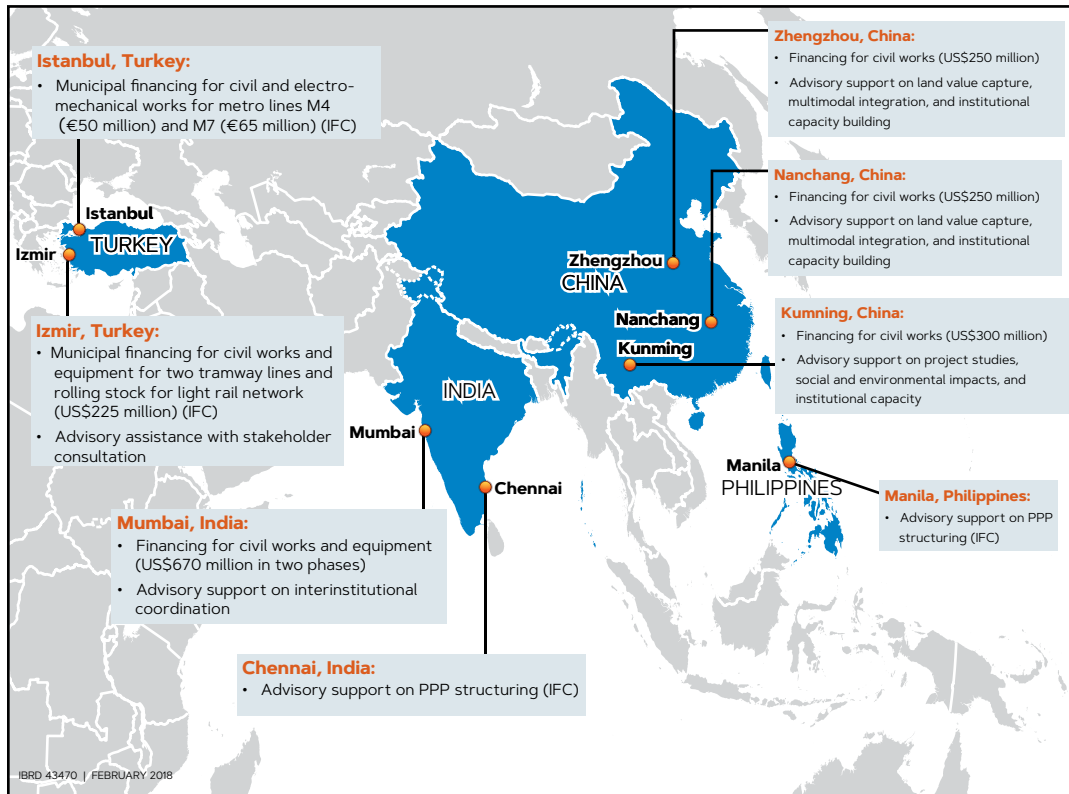 Istanbul, Turkey:
• Municipal financing for civil and electro-
mechanical works for metro lines M4
(€50 million) and M7 (€65 million) (IFC)
Zhengzhou, China:
• Financing for civil works (US$250 million)
• Advisory support on land value capture,
multimodal integration, and institutional
capacity building
Nanchang, China:
• Financing for civil works (US$250 million)
• Advisory support on land value capture,
multimodal integration, and institutional
capacity building
Istanbul
TURKEY
Izmir
Zhengzhou
CHINA
Nanchang
Kunming
Kumning, China:
• Financing for civil works (US$300 million)
• Advisory support on project studies,
social and environmental impacts, and
institutional capacity
Izmir, Turkey:
• Municipal financing for civil works and
equipment for two tramway lines and
rolling stock for light rail network
(US$225 million) (IFC)
• Advisory assistance with stakeholder
consultation
INDIA
Mumbai
Chennai
Manila
PHILIPPINES
Manila, Philippines:
• Advisory support on PPP
structuring (IFC)
Mumbai, India:
• Financing for civil works and equipment
(US$670 million in two phases)
• Advisory support on interinstitutional
coordination
Chennai, India:
• Advisory support on PPP structuring (IFC)
IBRD 43470 | FEBRUARY 2018